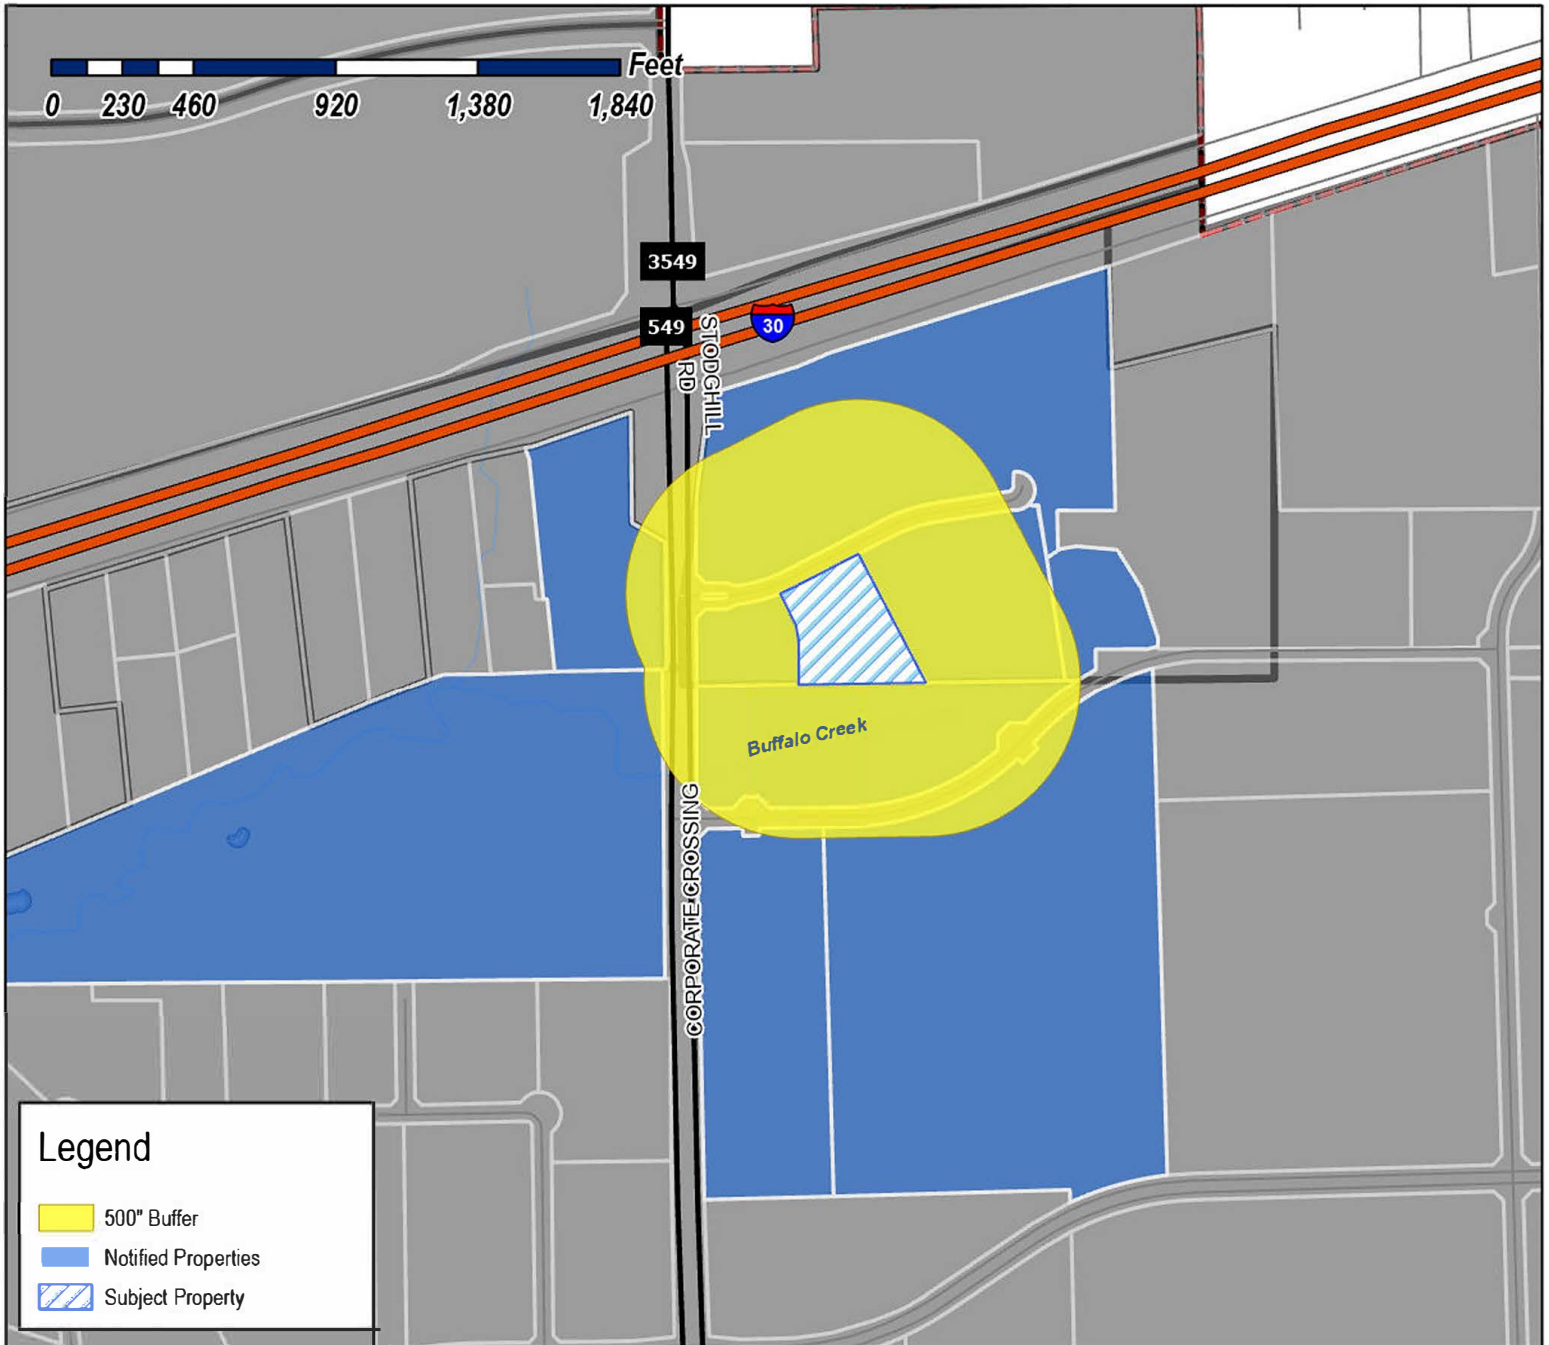 Feet
0 230 460 920 1,380 1,840
3549
549
30
STODGHILL
RD
Buffalo Creek
CORPORATE CROSSING
Legend
500" Buffer
Notified Properties
Subject Property